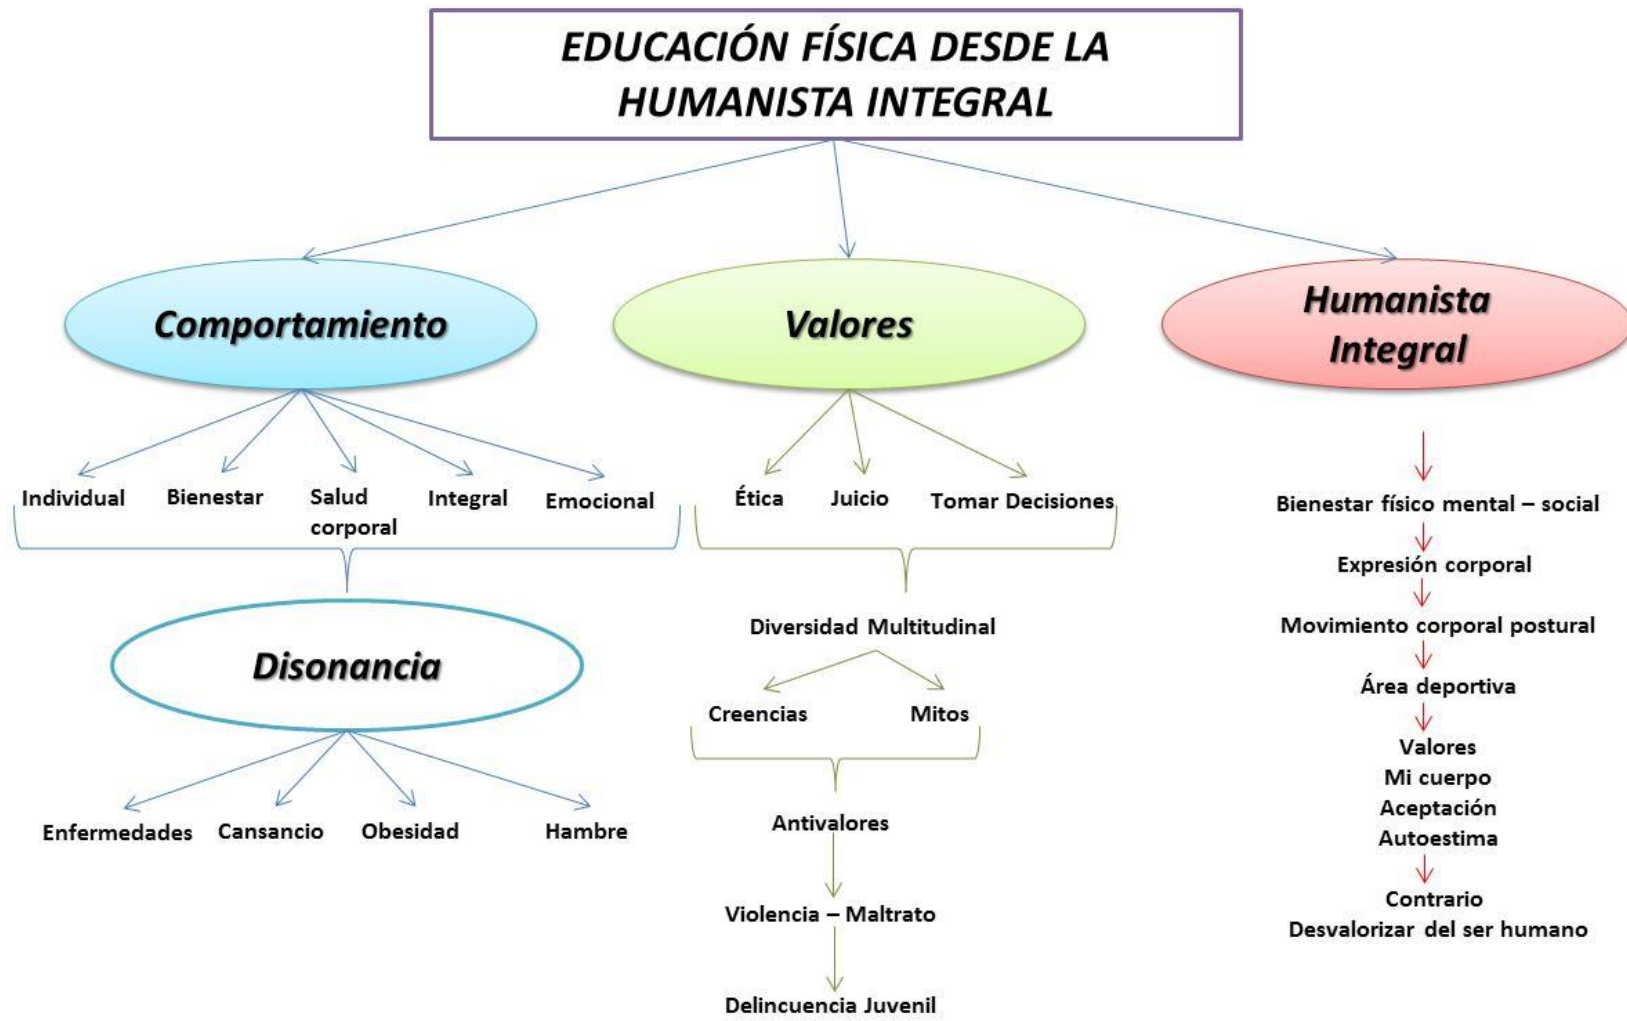 EDUCACIÓN FÍSICA DESDE LA
HUMANISTA INTEGRAL
Comportamiento
Valores
Humanista
Integral
Individual
Bienestar
Salud
corporal
Integral
Emocional
Ética
Juicio
Tomar Decisiones
Bienestar físico mental – social
Expresión corporal
Movimiento corporal postural
Área deportiva
Valores
Mi cuerpo
Aceptación
Autoestima
Contrario
Desvalorizar del ser humano
Disonancia
Enfermedades
Cansancio
Obesidad
Hambre
Diversidad Multitudinal
Creencias
Mitos
Antivalores
Violencia – Maltrato
Delincuencia Juvenil